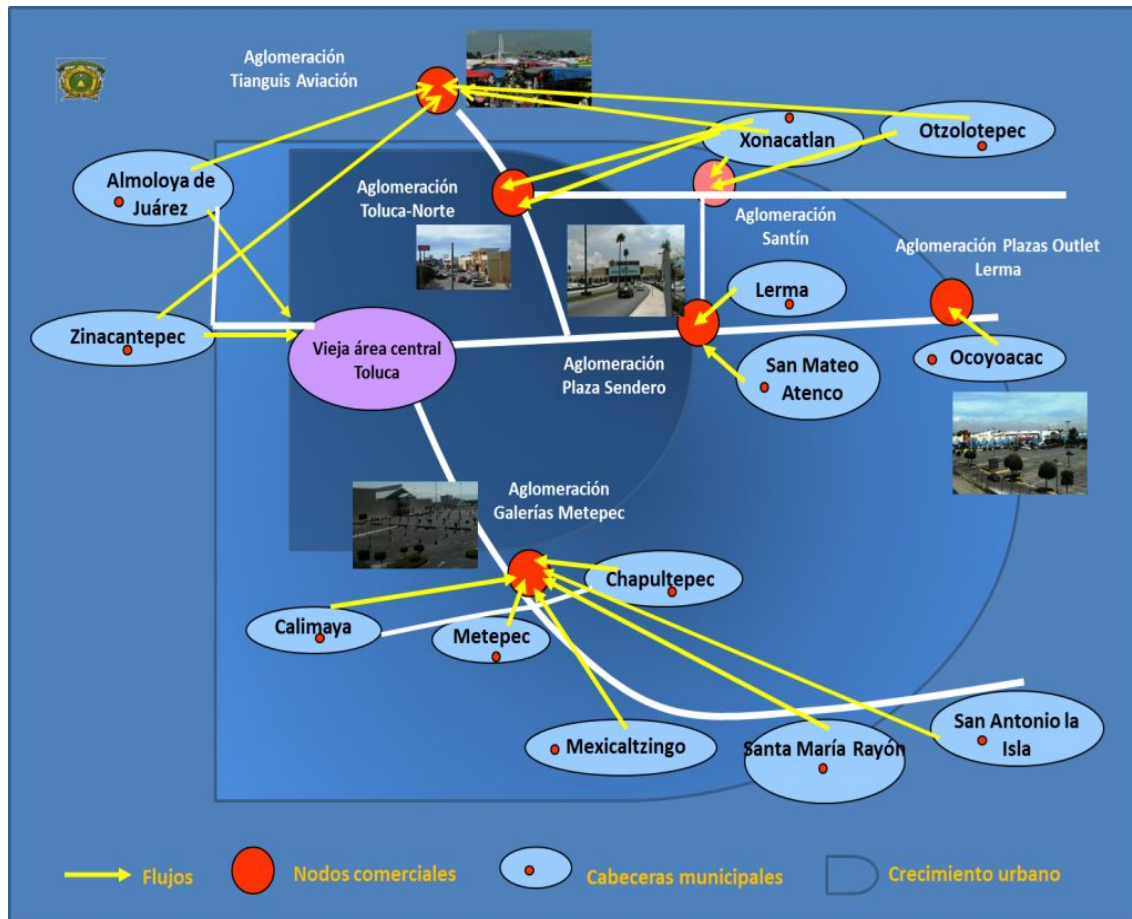 Aglomeración
Tianguis Aviación
Xonacatlan
Otzolotepec
Almoloya de
Juárez
Aglomeración
Toluca-Norte
Aglomeración
Santín
Aglomeración Plazas Outlet
Lerma
Lerma
Zinacantepec
Vieja área central
Toluca
Aglomeración
Plaza Sendero
San Mateo
Atenco
Ocoyoacac
Aglomeración
Galerías Metepec
Chapultepec
Calimaya
Metepec
Mexicaltzingo
Santa María Rayón
San Antonio la
Isla
Flujos
Nodos comerciales
Cabeceras municipales
Crecimiento urbano